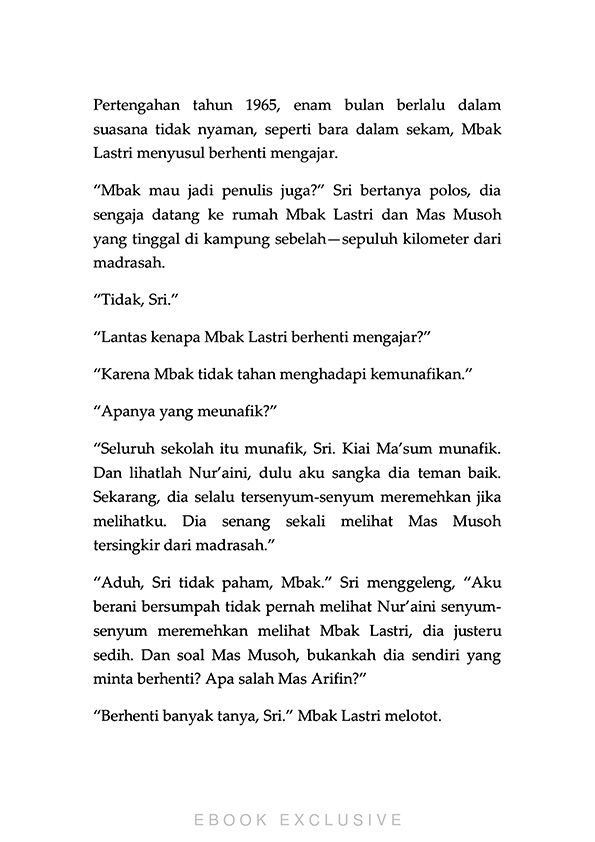 Pertengahan tahun 1965, enam bulan berlalu dalam
suasana tidak nyaman, seperti bara dalam sekam, Mbak
Lastri menyusul berhenti mengajar.
“Mbak mau jadi penulis juga?” Sri bertanya polos, dia
sengaja datang ke rumah Mbak Lastri dan Mas Musoh
yang tinggal di kampung sebelah—sepuluh kilometer dari
madrasah.
“Tidak, Sri.”
“Lantas kenapa Mbak Lastri berhenti mengajar?”
“Karena Mbak tidak tahan menghadapi kemunafikan.”
“Apanya yang meunafik?”
“Seluruh sekolah itu munafik, Sri. Kiai Ma’sum munafik.
Dan lihatlah Nur’aini, dulu aku sangka dia teman baik.
Sekarang, dia selalu tersenyum-senyum meremehkan jika
melihatku. Dia senang sekali melihat Mas Musoh
tersingkir dari madrasah.”
“Aduh, Sri tidak paham, Mbak.” Sri menggeleng, “Aku
berani bersumpah tidak pernah melihat Nur’aini senyum-
senyum meremehkan melihat Mbak Lastri, dia justeru
sedih. Dan soal Mas Musoh, bukankah dia sendiri yang
minta berhenti? Apa salah Mas Arifin?”
“Berhenti banyak tanya, Sri.” Mbak Lastri melotot.
EBOOK EXCLUSIVE